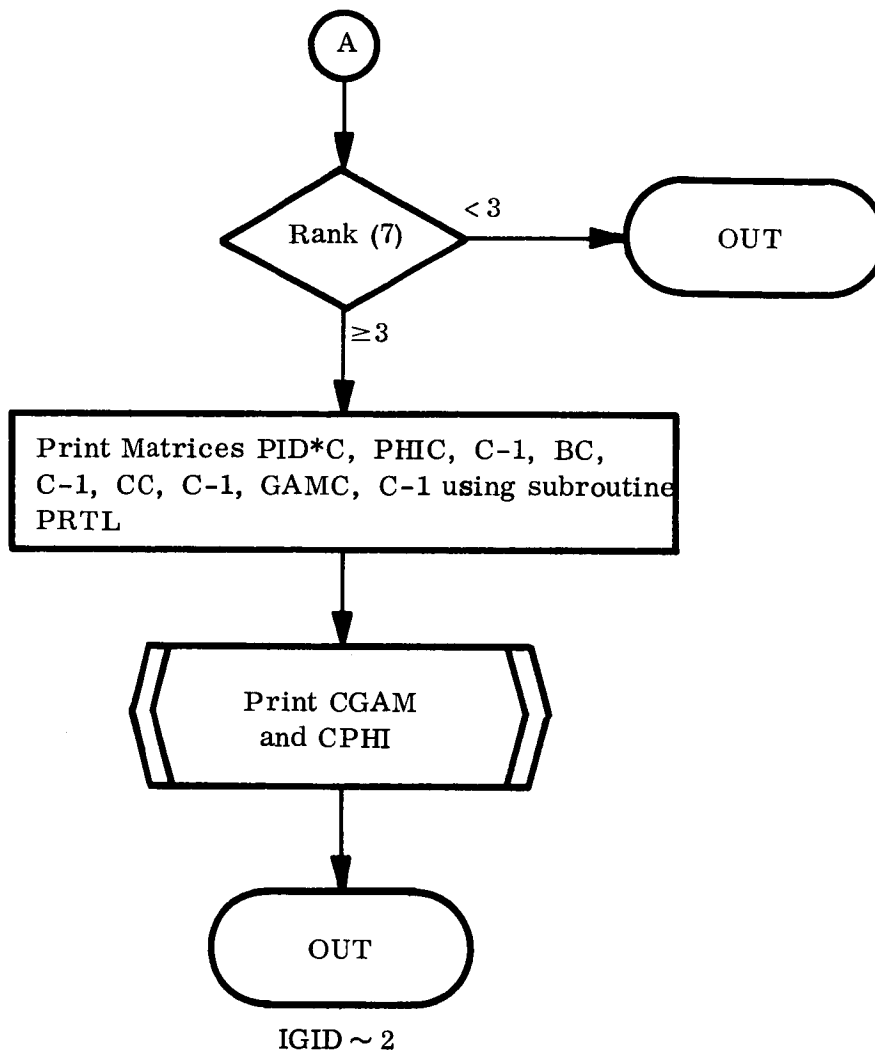 A
Rank (7)
< 3
OUT
≥3
Print Matrices PID*C, PHIC, C-1, BC,
C-1, CC, C-1, GAMC, C-1 using subroutine
PRTL
Print CGAM
and CPHI
OUT
IGID ~ 2